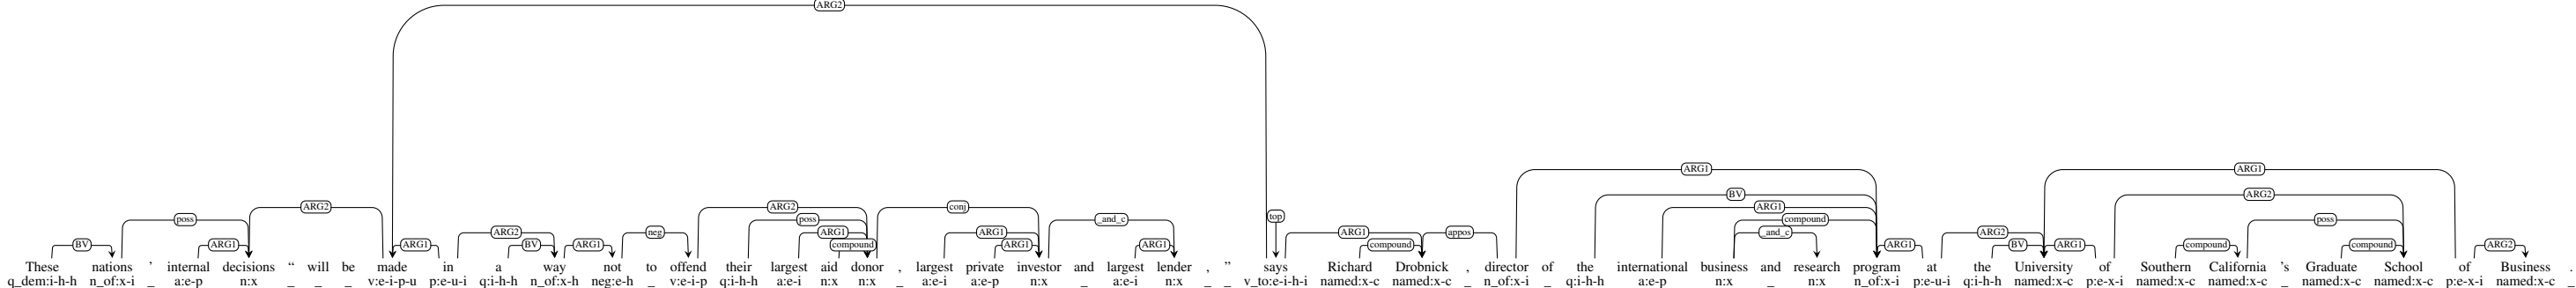 ARG2
ARG1 ARG1
BV ARG2
ARG2 ARG2 conj ARG1
top
poss poss _and_c compound poss
neg ARG1 _and_c ARG2 ARG1 appos ARG2
BV ARG1 ARG1 ARG2 BV ARG1 compound ARG1 ARG1 compound ARG1 BV ARG1 compound compound ARG2
These nations ’ internal decisions “ will be made in a way not to offend their largest aid donor , largest private investor and largest lender , ” says Richard Drobnick , director of the international business and research program at the University of Southern California 's Graduate School of Business .
q_dem:i-h-h n_of:x-i _ a:e-p n:x _ _ _ v:e-i-p-u p:e-u-i q:i-h-h n_of:x-h neg:e-h _ v:e-i-p q:i-h-h a:e-i n:x n:x _ a:e-i a:e-p n:x _ a:e-i n:x _ _ v_to:e-i-h-i named:x-c named:x-c _ n_of:x-i _ q:i-h-h a:e-p n:x _ n:x n_of:x-i p:e-u-i q:i-h-h named:x-c p:e-x-i named:x-c named:x-c _ named:x-c named:x-c p:e-x-i named:x-c _